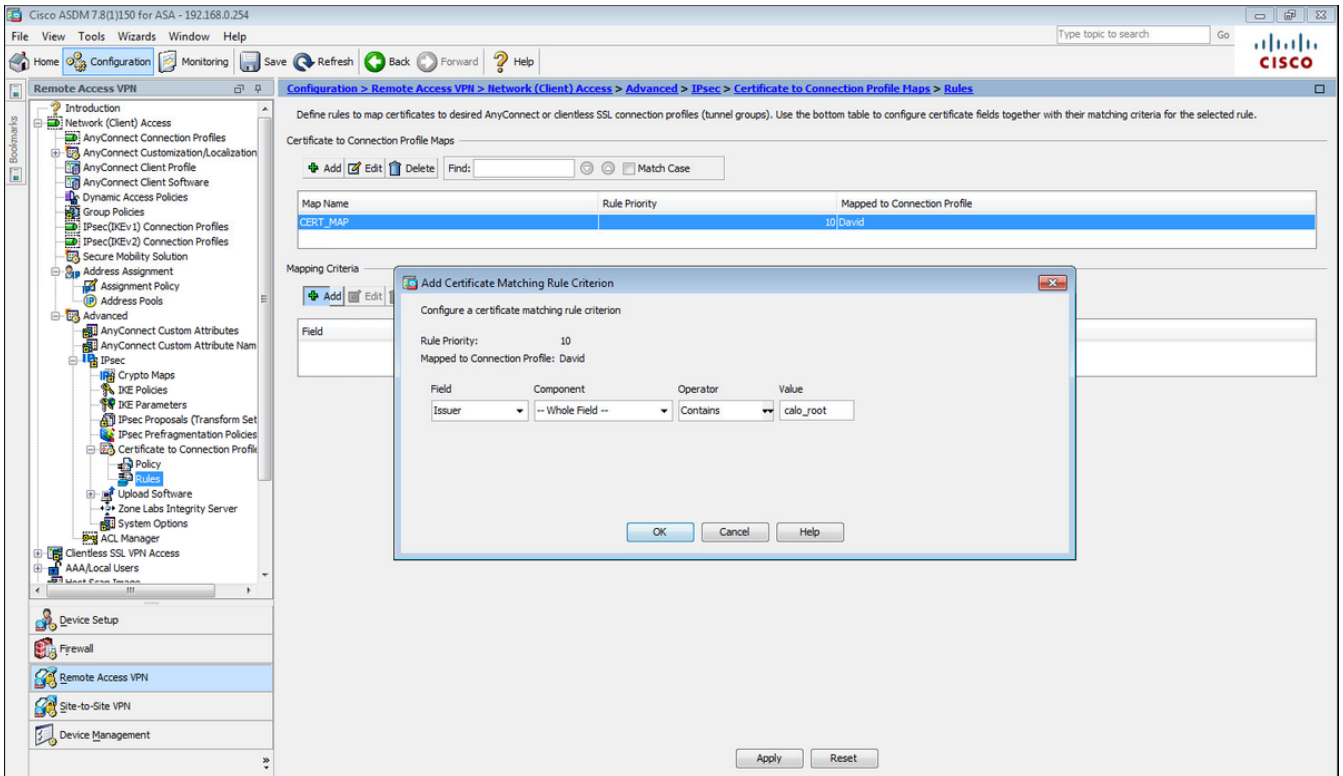 Cisco ASDM 7.8(1)150 for ASA - 192.168.0.254
File View Tools Wizards Window Help
Type topic to search Go
Home Configuration Monitoring Save Refresh Back Forward Help
CISCO
Bookmarks
Remote Access VPN
Introduction
Network (Client) Access
AnyConnect Connection Profiles
AnyConnect Customization/Localization
AnyConnect Client Profile
AnyConnect Client Software
Dynamic Access Policies
Group Policies
IPsec(IKEv1) Connection Profiles
IPsec(IKEv2) Connection Profiles
Secure Mobility Solution
Address Assignment
Assignment Policy
Address Pools
Advanced
AnyConnect Custom Attributes
AnyConnect Custom Attribute Nam
IPsec
Crypto Maps
IKE Policies
IKE Parameters
IPsec Proposals (Transform Set
IPsec Prefragmentation Policies
Certificate to Connection Profile
Policy
Rules
Upload Software
Zone Labs Integrity Server
System Options
ACL Manager
Clientless SSL VPN Access
AAA/Local Users
Host Scan Image
Device Setup
Firewall
Remote Access VPN
Site-to-Site VPN
Device Management
Configuration > Remote Access VPN > Network (Client) Access > Advanced > IPsec > Certificate to Connection Profile Maps > Rules
Define rules to map certificates to desired AnyConnect or clientless SSL connection profiles (tunnel groups). Use the bottom table to configure certificate fields together with their matching criteria for the selected rule.
Certificate to Connection Profile Maps
Add Edit Delete Find: Match Case
Map Name Rule Priority Mapped to Connection Profile
CERT_MAP 10 David
Mapping Criteria
Add Edit
Field
Add Certificate Matching Rule Criterion
Configure a certificate matching rule criterion
Rule Priority: 10
Mapped to Connection Profile: David
Field Component Operator Value
Issuer -- Whole Field -- Contains calo_root
OK Cancel Help
Apply Reset